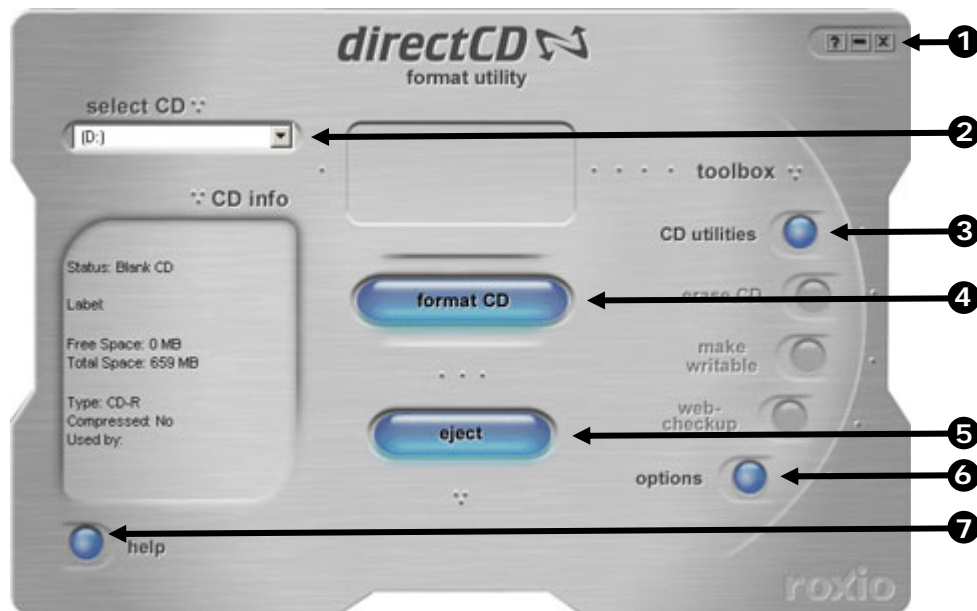 directCD
format utility
? - X
1
select CD
(D:)
2
toolbox
CD info
CD utilities
3
Status: Blank CD
format CD
erase CD
4
Label:
Free Space: 0 MB
Total Space: 659 MB
make
writable
Type: CD-R
Compressed: No
Used by:
eject
web-
checkup
5
options
6
help
7
roxio